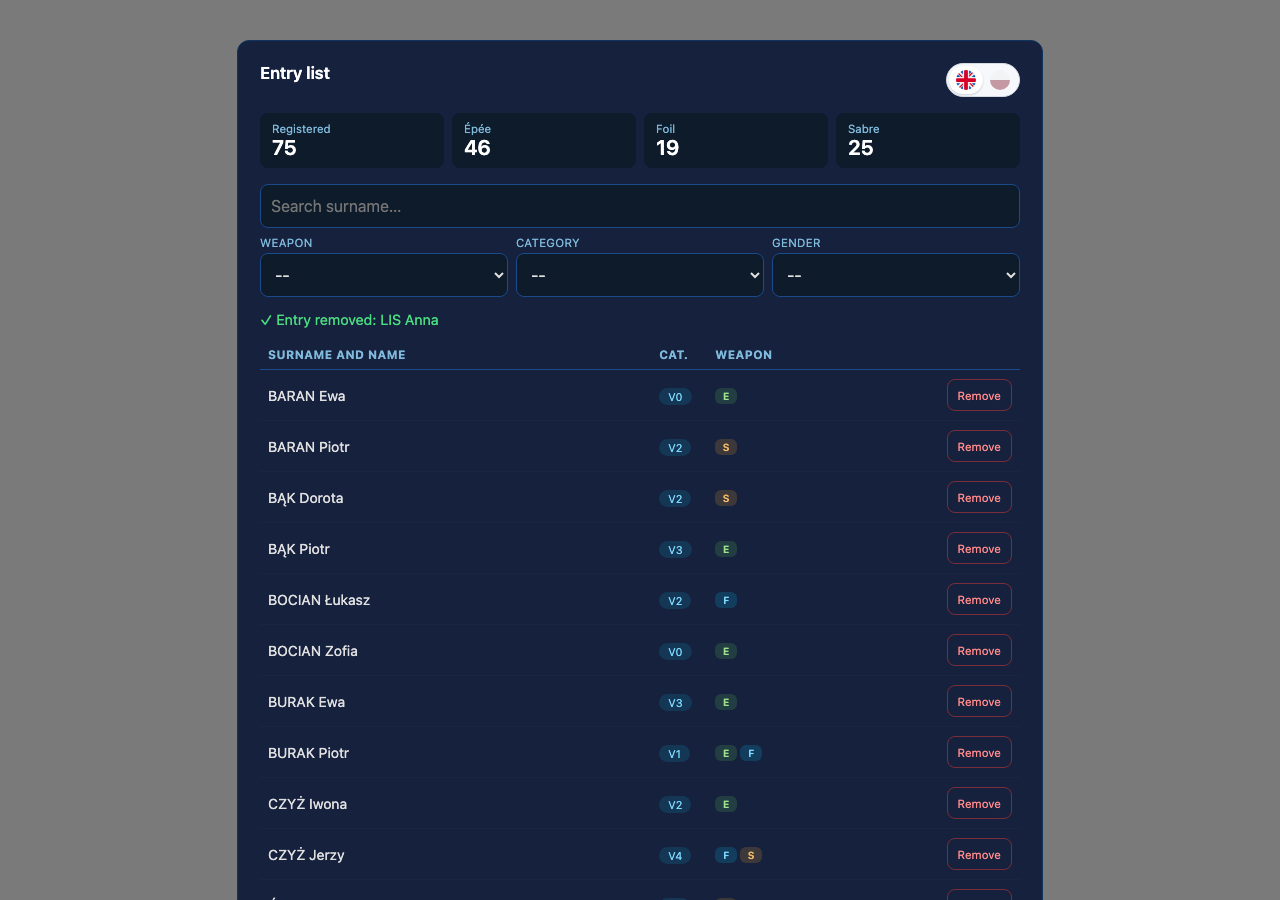 Entry list
Registered Épée Foil Sabre
75 46 19 25
Search surname...
WEAPON CATEGORY GENDER
-- -- --
✓ Entry removed: LIS Anna
SURNAME AND NAME CAT. WEAPON
BARAN Ewa V0 E Remove
BARAN Piotr V2 S Remove
BĄK Dorota V2 S Remove
BĄK Piotr V3 E Remove
BOCIAN Łukasz V2 F Remove
BOCIAN Zofia V0 E Remove
BURAK Ewa V3 E Remove
BURAK Piotr V1 E F Remove
CZYŻ Iwona V2 E Remove
CZYŻ Jerzy V4 F S Remove